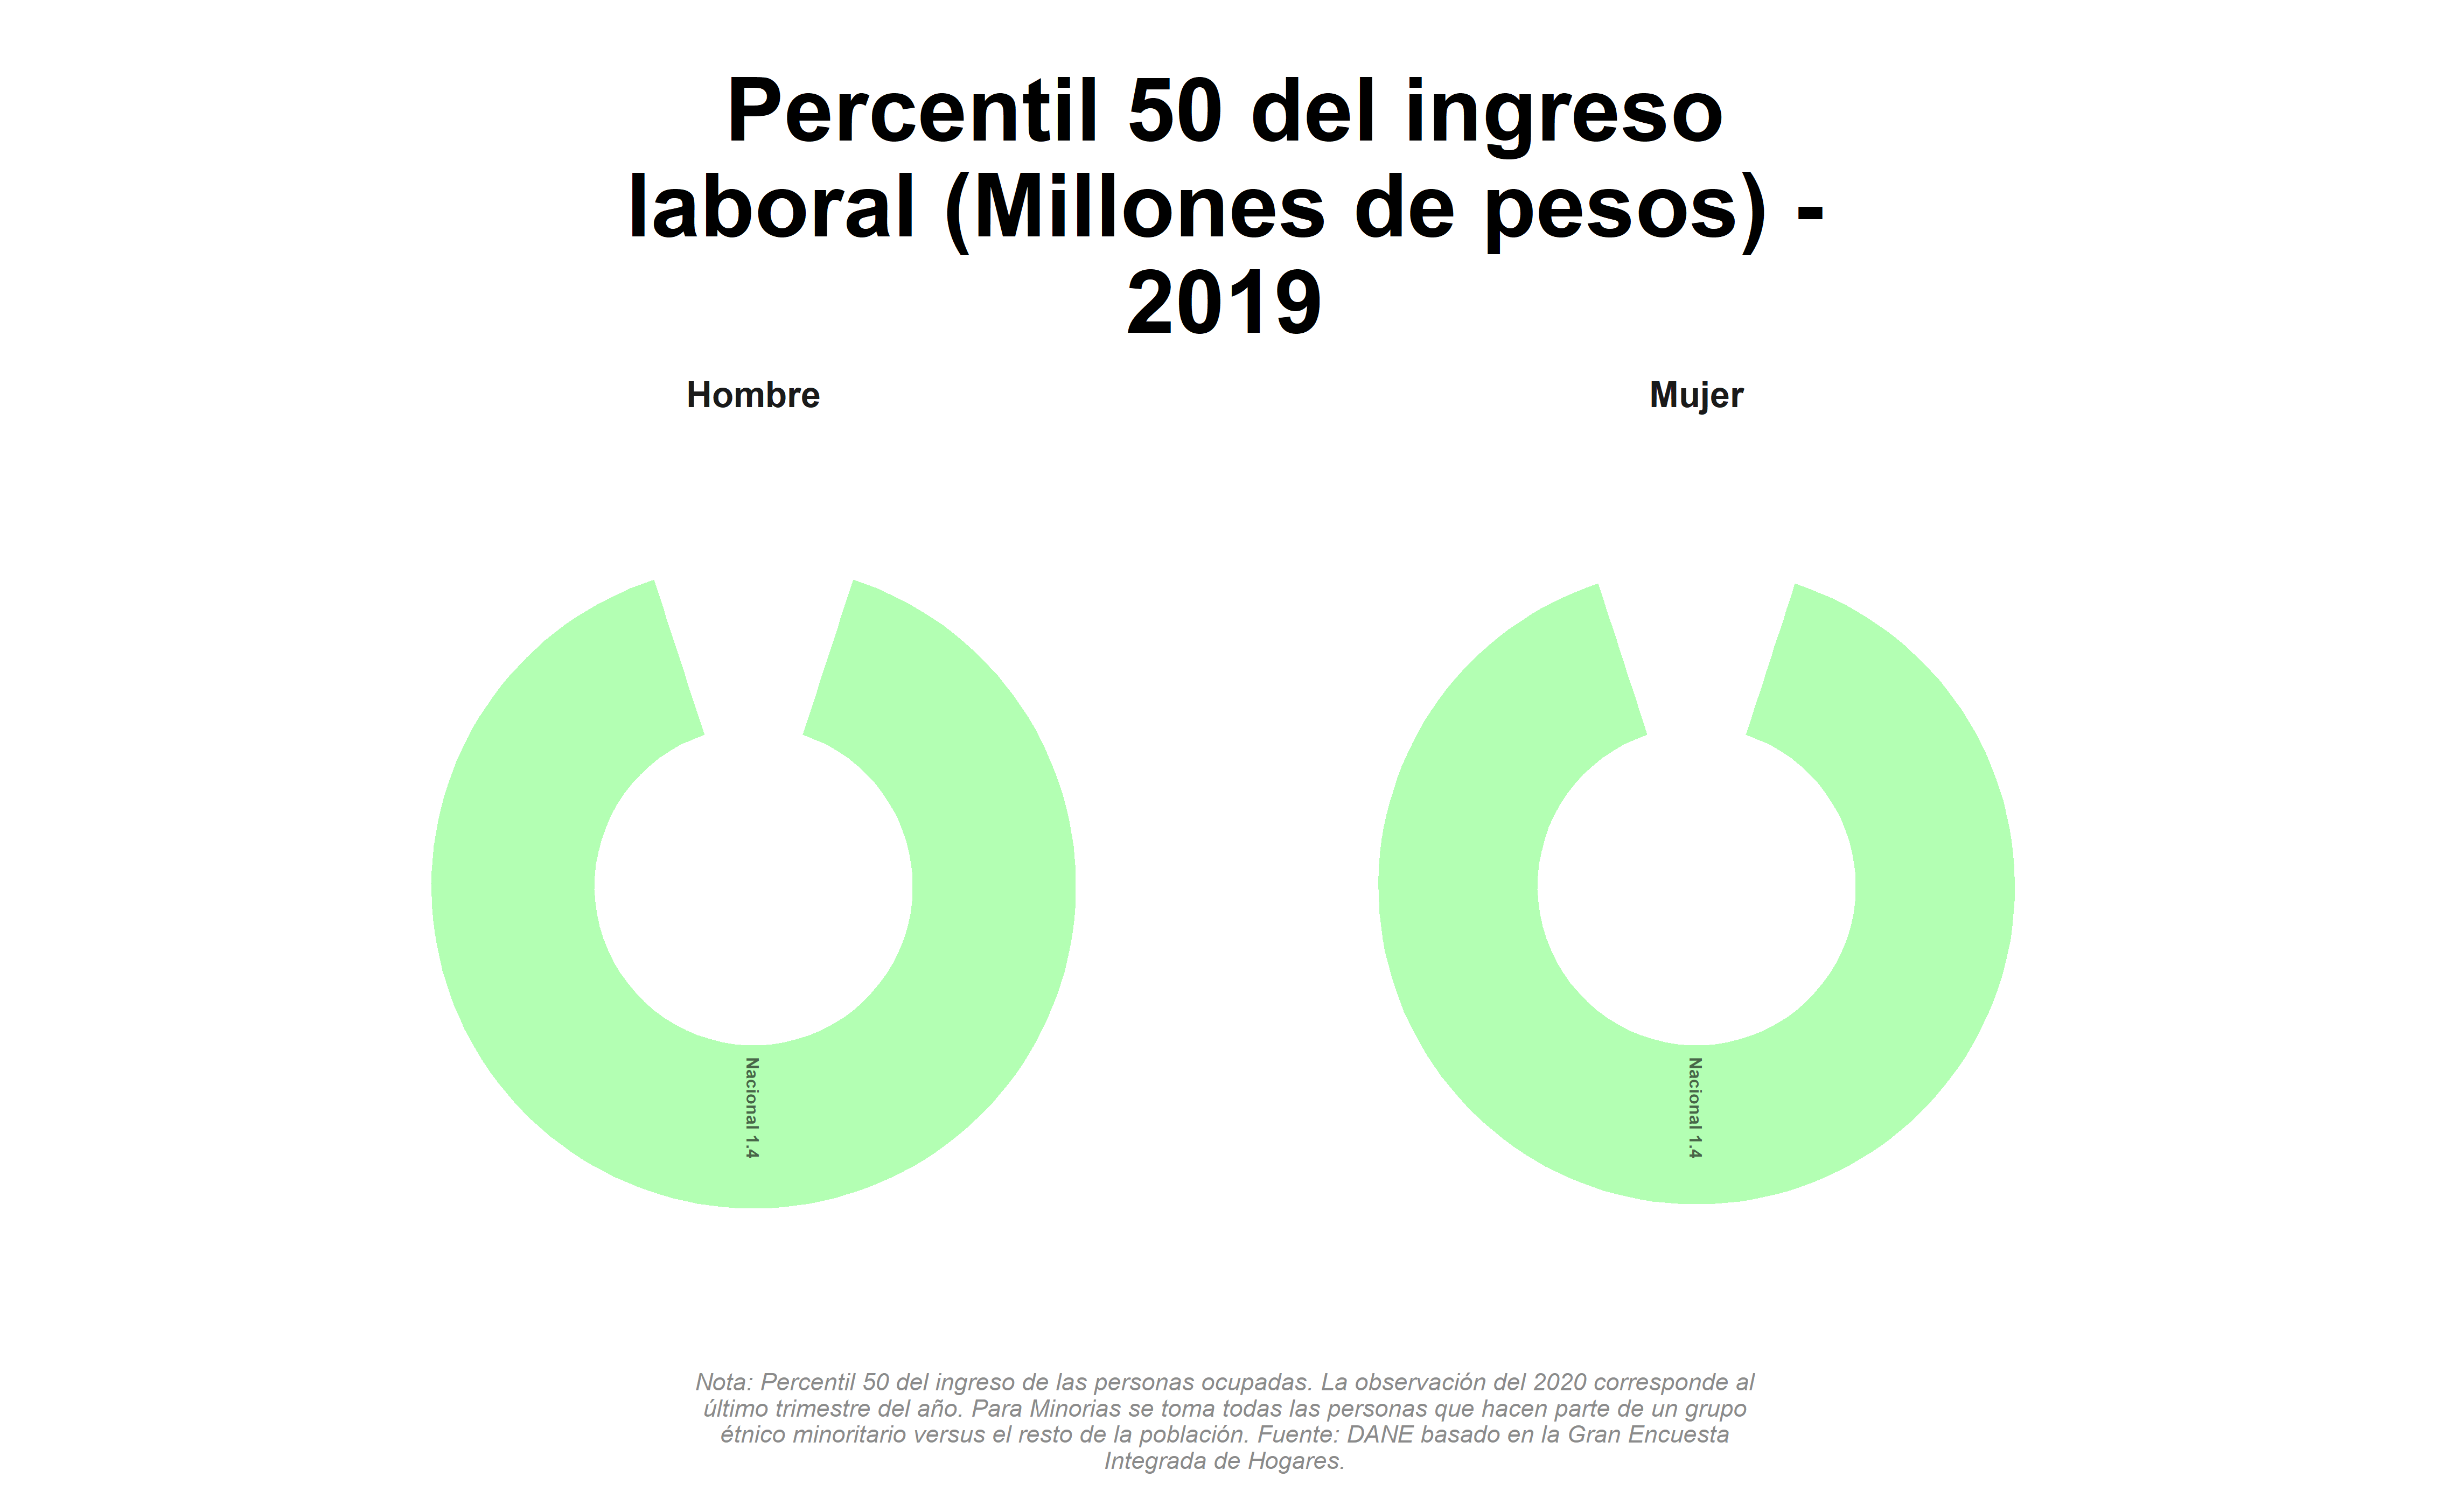 Percentil 50 del ingreso
laboral (Millones de pesos) -
2019
Hombre
Mujer
Nacional 1.4
Nacional 1.4
Nota: Percentil 50 del ingreso de las personas ocupadas. La observación del 2020 corresponde al
último trimestre del año. Para Minorias se toma todas las personas que hacen parte de un grupo
étnico minoritario versus el resto de la población. Fuente: DANE basado en la Gran Encuesta
Integrada de Hogares.